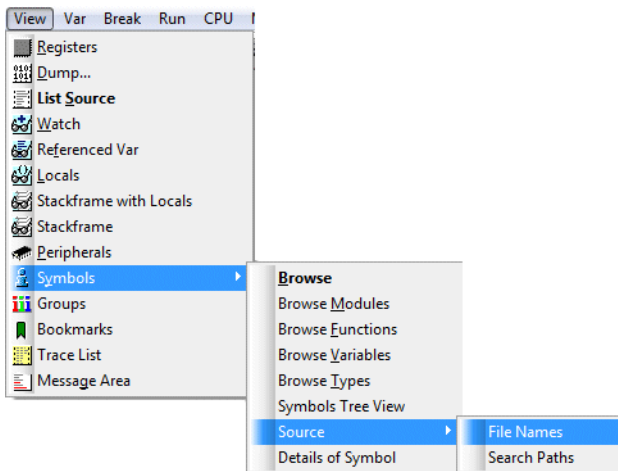 View Var Break Run CPU
Registers
Dump...
List Source
Watch
Referenced Var
Locals
Stackframe with Locals
Stackframe
Peripherals
Symbols
Groups
Bookmarks
Trace List
Message Area
Browse
Browse Modules
Browse Functions
Browse Variables
Browse Types
Symbols Tree View
Source
Details of Symbol
File Names
Search Paths